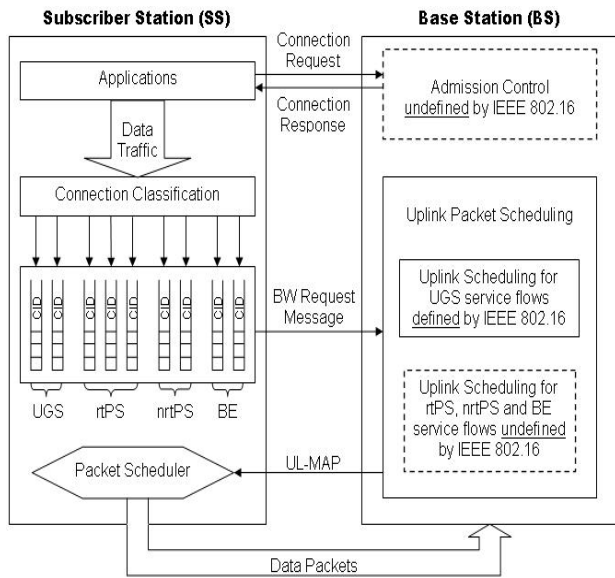 Subscriber Station (SS)
Base Station (BS)
Connection
Request
Applications
Connection
Response
Admission Control
undefined by IEEE 802.16
Data
Traffic
Connection Classification
Uplink Packet Scheduling
CID CID CID CID CID CID CID CID CID
BW Request
Message
Uplink Scheduling for
UGS service flows
defined by IEEE 802.16
UGS rtPS nrtPS BE
Uplink Scheduling for
rtPS, nrtPS and BE
service flows undefined
by IEEE 802.16
Packet Scheduler
UL-MAP
Data Packets